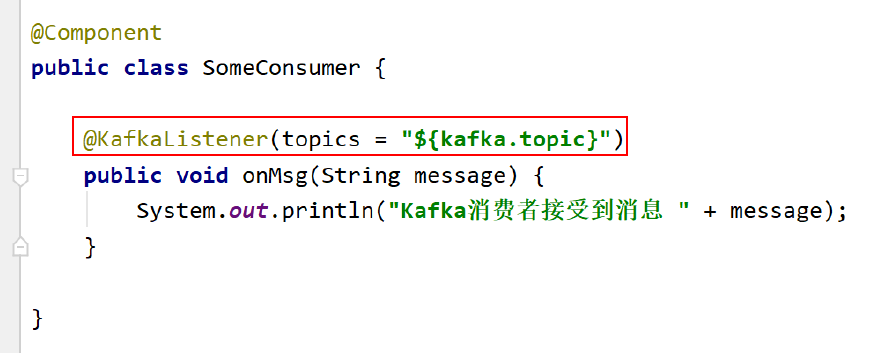 @Component
public class SomeConsumer {
@KafkaListener(topics = "${kafka.topic}")
public void onMsg(String message) {
System.out.println("Kafka消费者接受到消息 " + message);
}
}